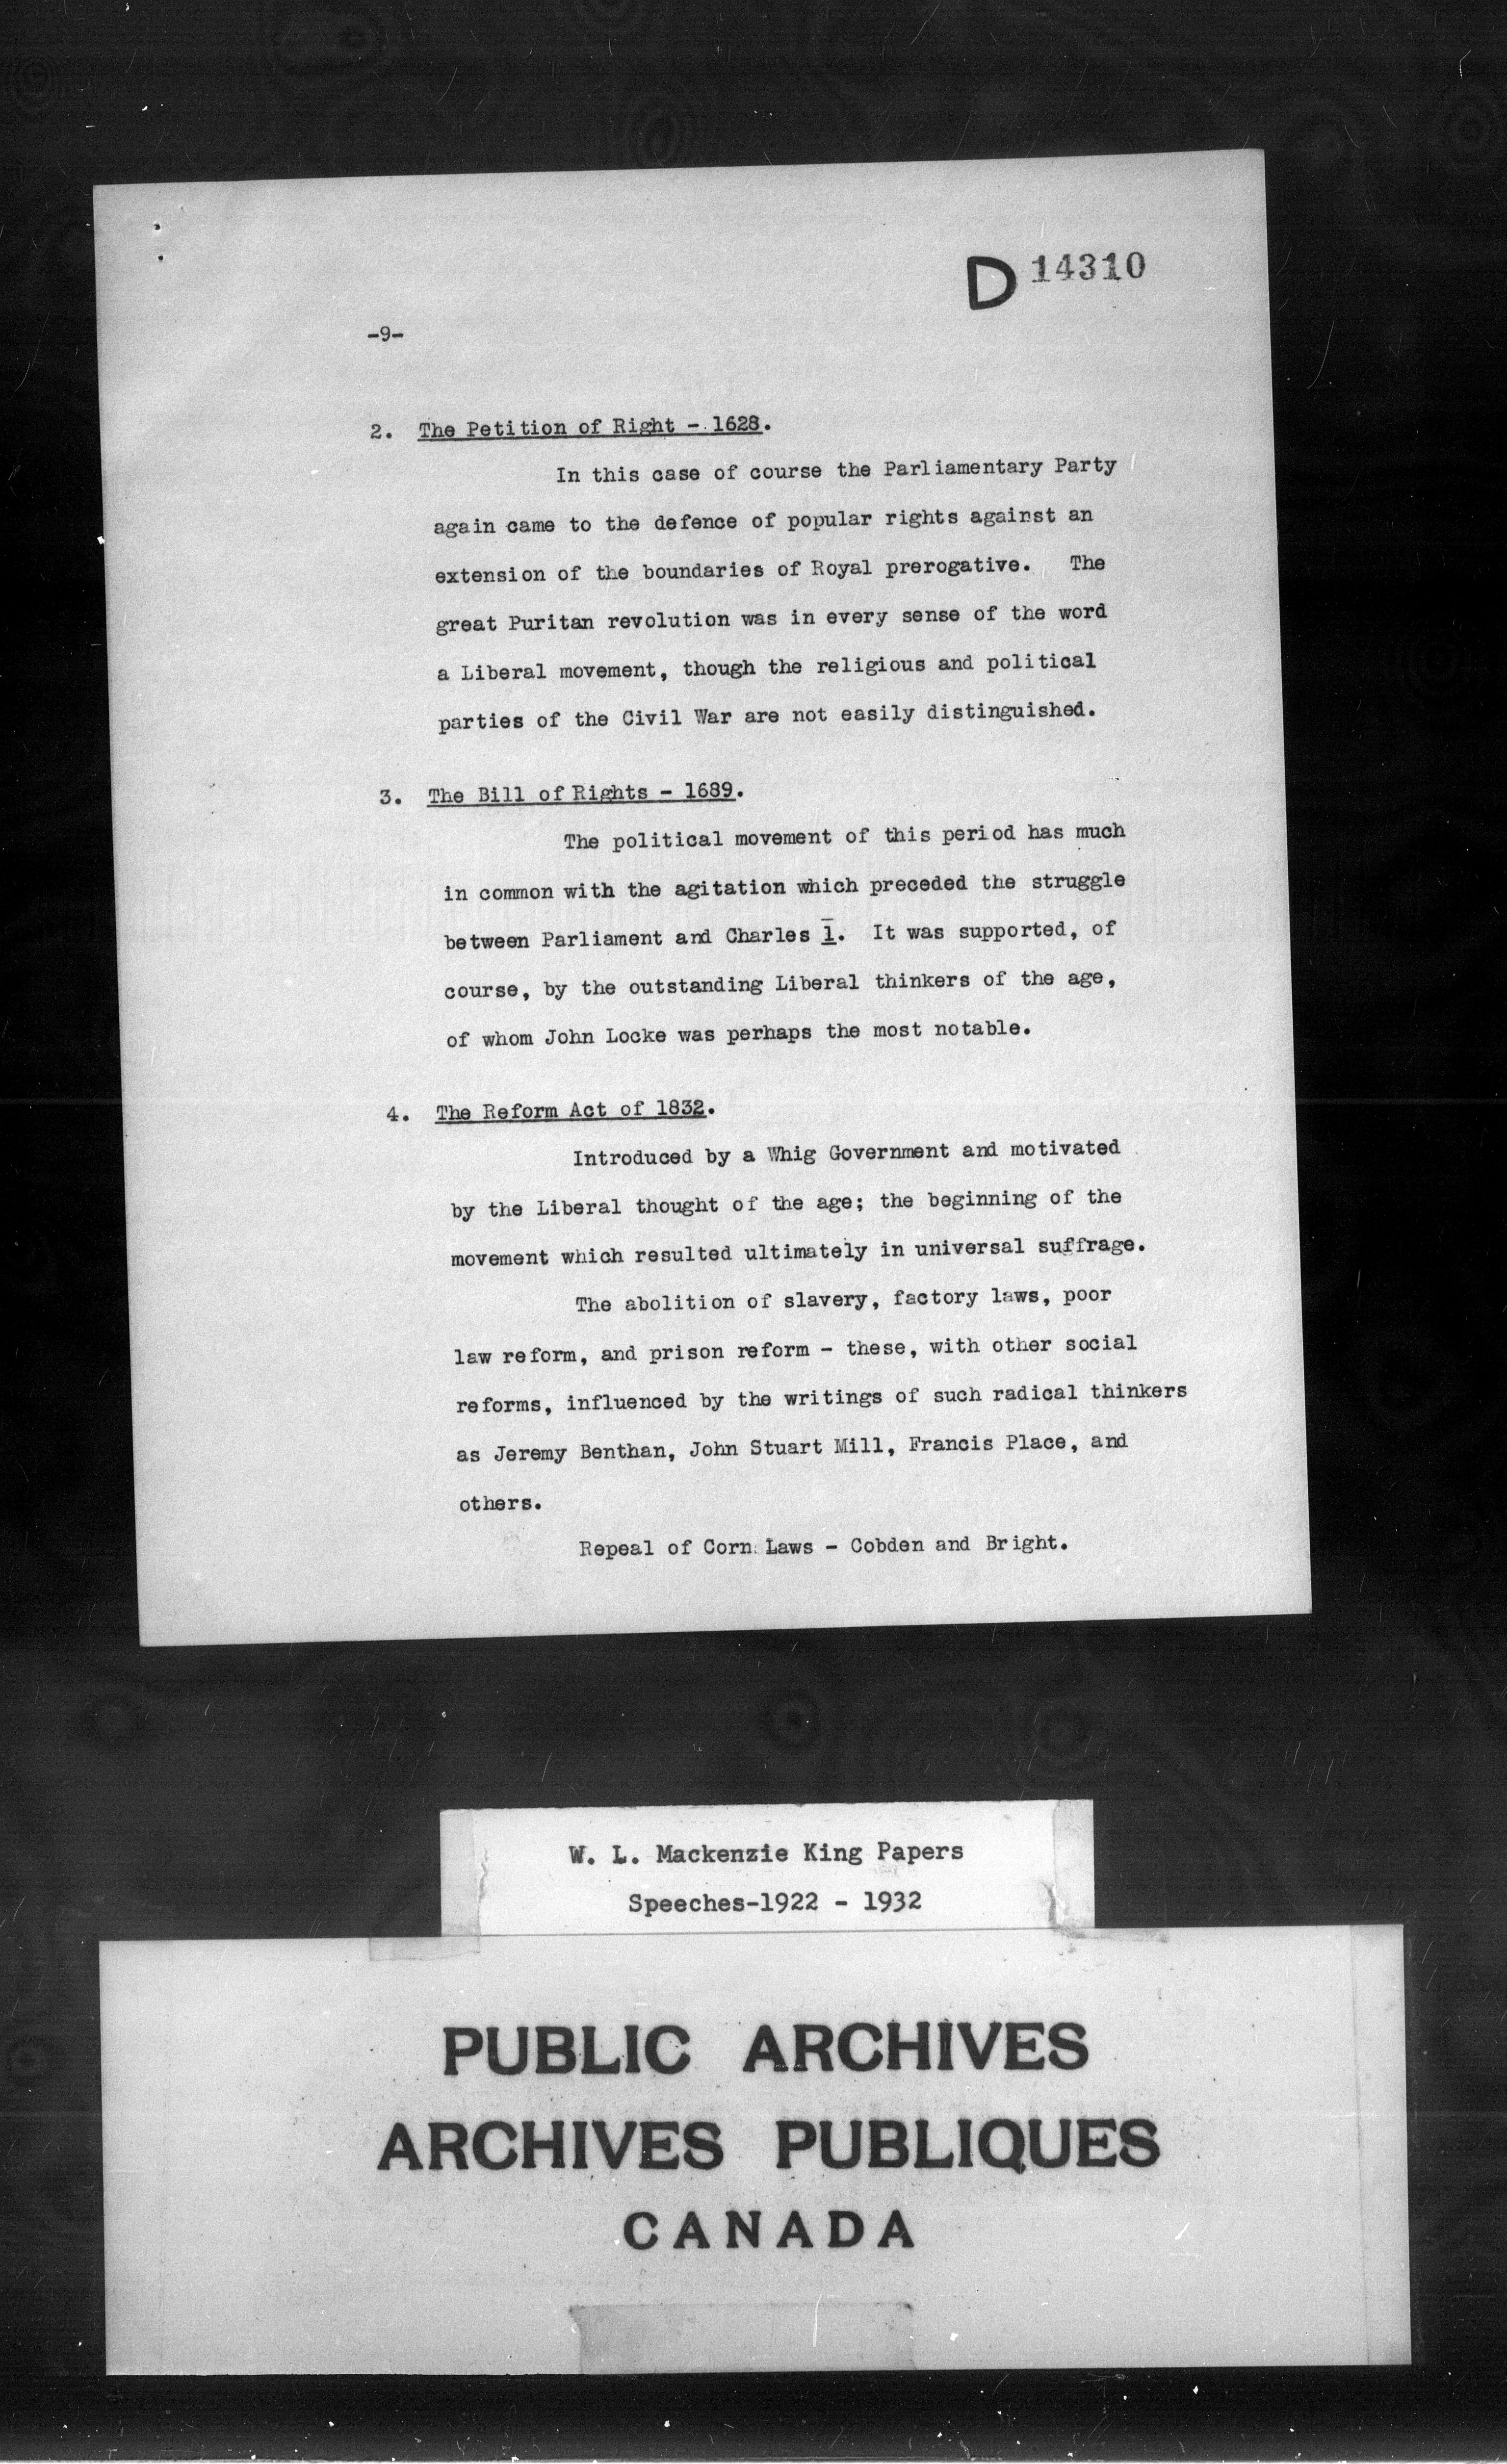 D 14310
-9-
2. The Petition of Right - 1628.
In this case of course the Parliamentary Party
again came to the defence of popular rights against an
extension of the boundaries of Royal prerogative. The
great Puritan revolution was in every sense of the word
a Liberal movement, though the religious and political
parties of the Civil War are not easily distinguished.
3. The Bill of Rights - 1689.
The political movement of this period has much
in common with the agitation which preceded the struggle
between Parliament and Charles 1. It was supported, of
course, by the outstanding Liberal thinkers of the age,
of whom John Locke was perhaps the most notable.
4. The Reform Act of 1832.
Introduced by a Whig Government and motivated
by the Liberal thought of the age; the beginning of the
movement which resulted ultimately in universal suffrage.
The abolition of slavery, factory laws, poor
law reform, and prison reform - these, with other social
reforms, influenced by the writings of such radical thinkers
as Jeremy Benthan, John Stuart Mill, Francis Place, and
others.
Repeal of Corn Laws - Cobden and Bright.
W. L. Mackenzie King Papers
Speeches-1922 - 1932
PUBLIC ARCHIVES
ARCHIVES PUBLIQUES
CANADA